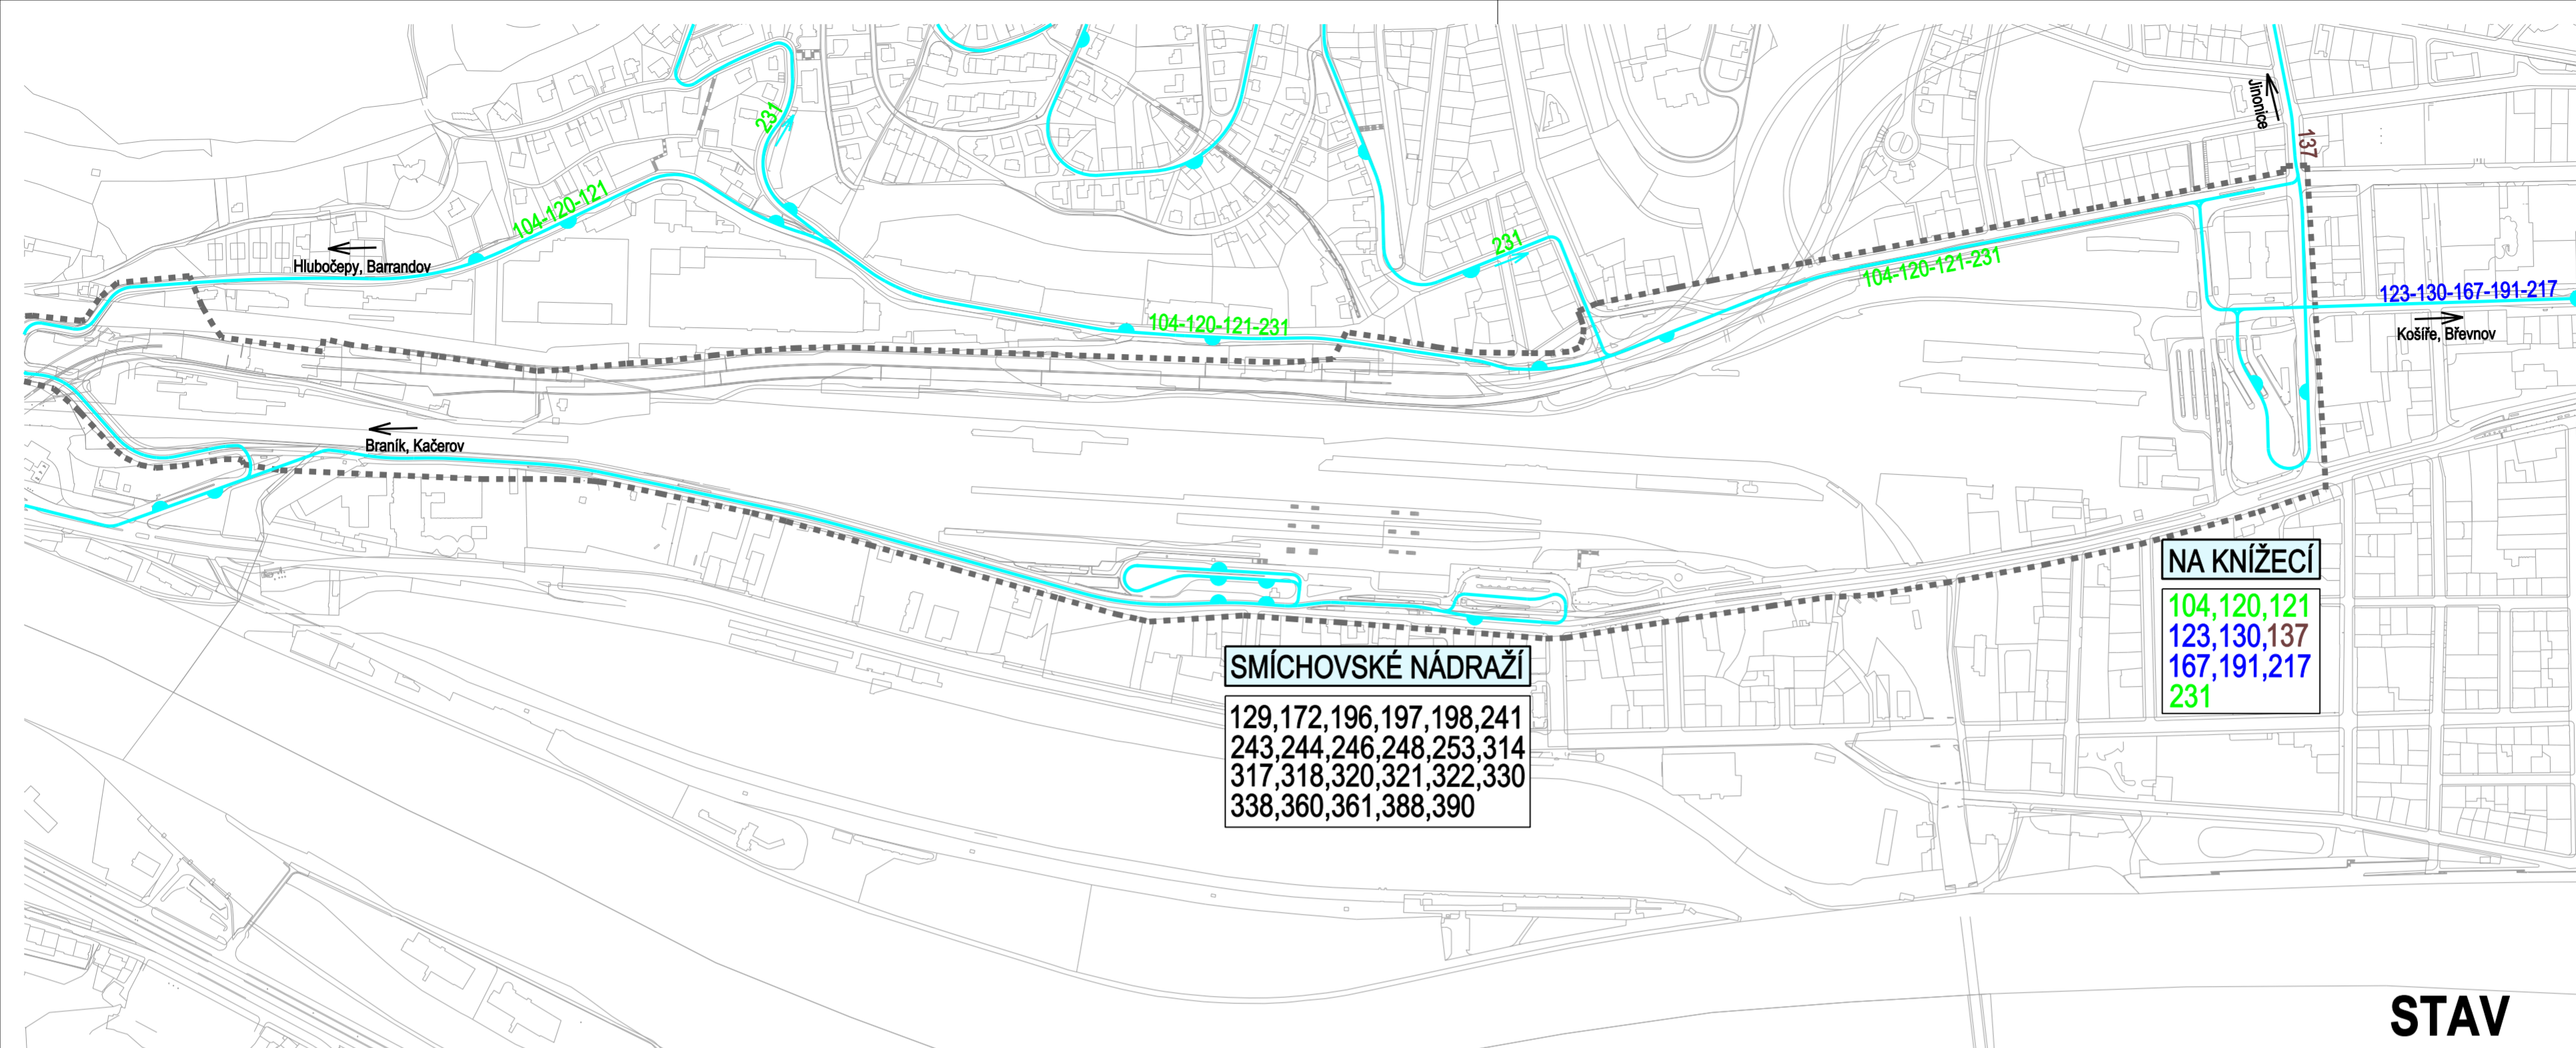 Jinonice
137
231
104-120-121
Hlubočepy, Barrandov
231
104-120-121-231
123-130-167-191-217
Košíře, Břevnov
104-120-121-231
Braník, Kačerov
NA KNÍŽECÍ
104,120,121
123,130,137
167,191,217
231
SMÍCHOVSKÉ NÁDRAŽÍ
129,172,196,197,198,241
243,244,246,248,253,314
317,318,320,321,322,330
338,360,361,388,390
STAV